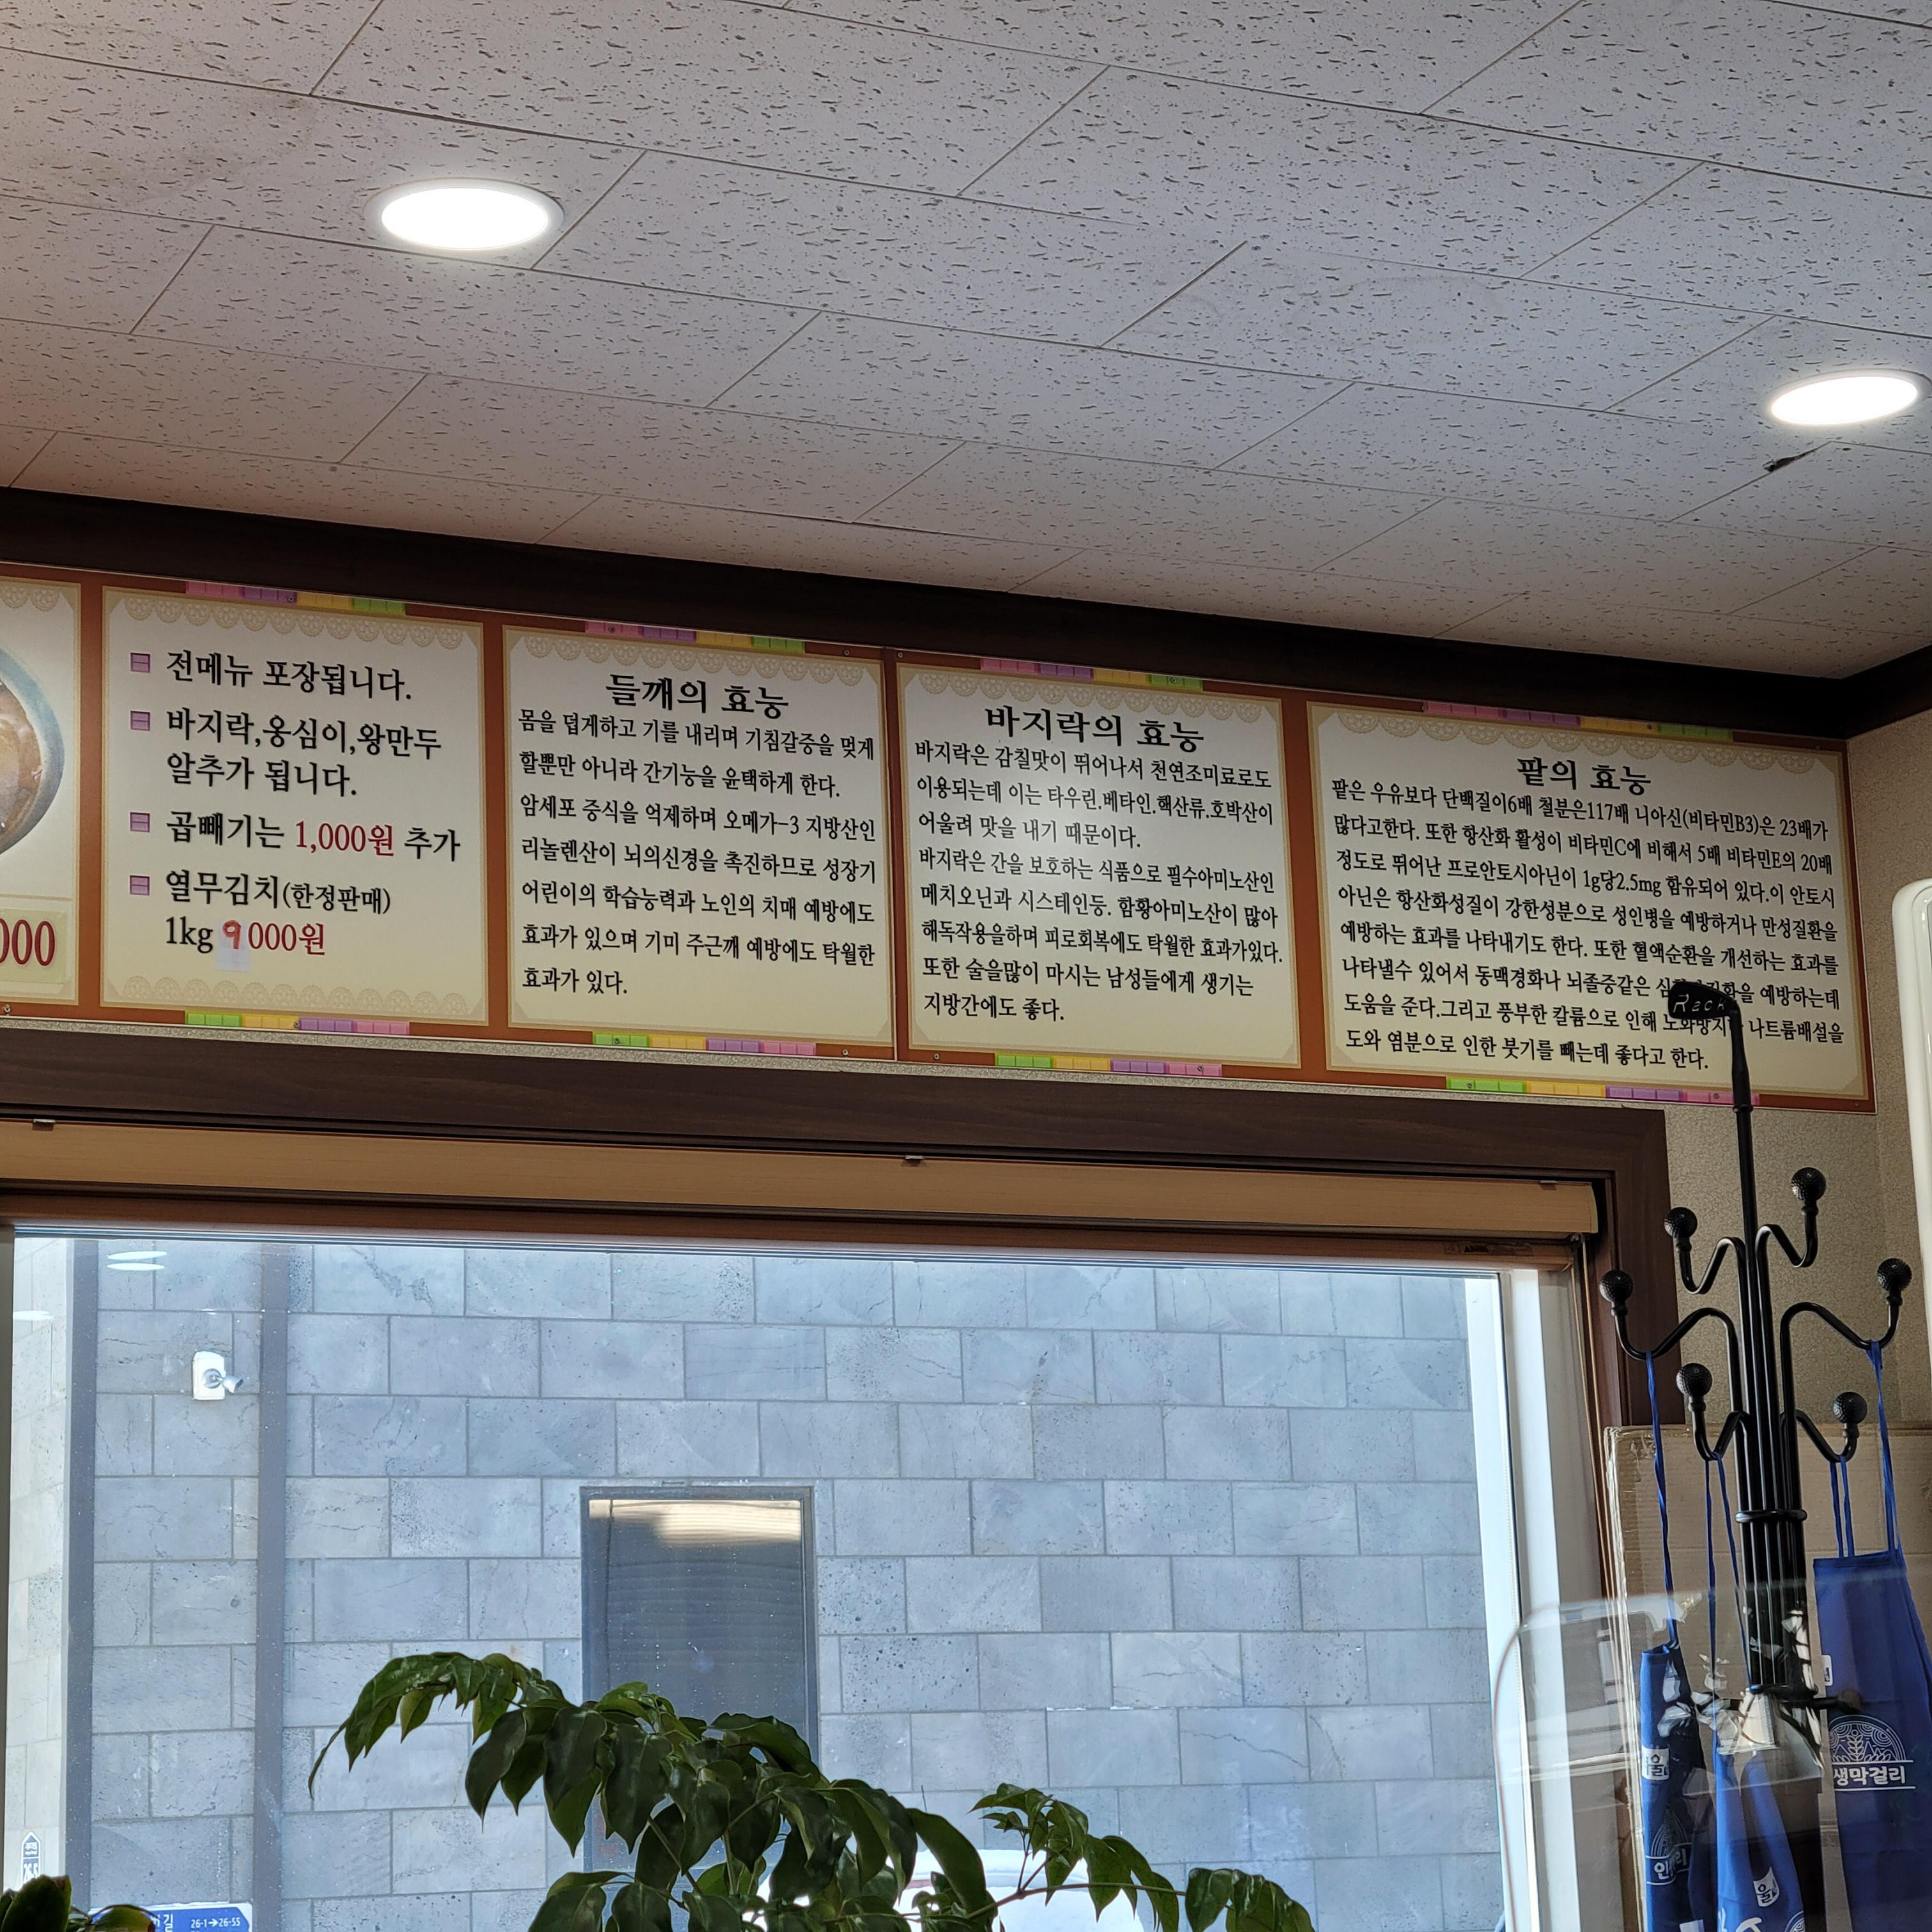 000
전메뉴 포장됩니다.
바지락,옹심이,왕만두
알추가 됩니다.
곱빼기는 1,000원 추가
열무김치(한정판매)
1kg 9000원
들깨의 효능
몸을 덥게하고 기를 내리며 기침갈증을 멎게
할뿐만 아니라 간기능을 윤택하게 한다.
암세포 증식을 억제하며 오메가-3 지방산인
리놀렌산이 뇌의신경을 촉진하므로 성장기
어린이의 학습능력과 노인의 치매 예방에도
효과가 있으며 기미 주근깨 예방에도 탁월한
효과가 있다.
바지락의 효능
바지락은 감칠맛이 뛰어나서 천연조미료로도
이용되는데 이는 타우린.베타인.핵산류.호박산이
어울려 맛을 내기 때문이다.
바지락은 간을 보호하는 식품으로 필수아미노산인
메치오닌과 시스테인등. 함황아미노산이 많아
해독작용을하며 피로회복에도 탁월한 효과가있다.
또한 술을많이 마시는 남성들에게 생기는
지방간에도 좋다.
팥의 효능
팥은 우유보다 단백질이6배 철분은117배 니아신(비타민B3)은 23배가
많다고한다. 또한 항산화 활성이 비타민C에 비해서 5배 비타민E의 20배
정도로 뛰어난 프로안토시아닌이 1g당2.5mg 함유되어 있다.이 안토시
아닌은 항산화성질이 강한성분으로 성인병을 예방하거나 만성질환을
예방하는 효과를 나타내기도 한다. 또한 혈액순환을 개선하는 효과를
나타낼수 있어서 동맥경화나 뇌졸중같은 예방하는데
도움을 준다.그리고 풍부한 칼륨으로 인해 나트륨배설을
도와 염분으로 인한 붓기를 빼는데 좋다고 한다.
생막걸리
26-1→26-55